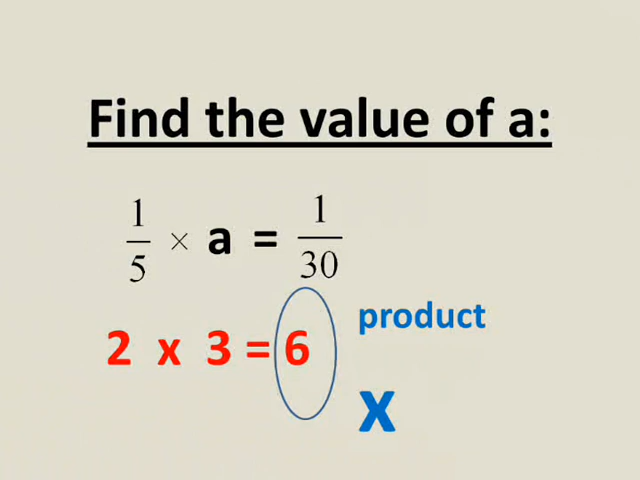 Find the value of a:
1/5 × a = 1/30
2 x 3 = 6
product
x